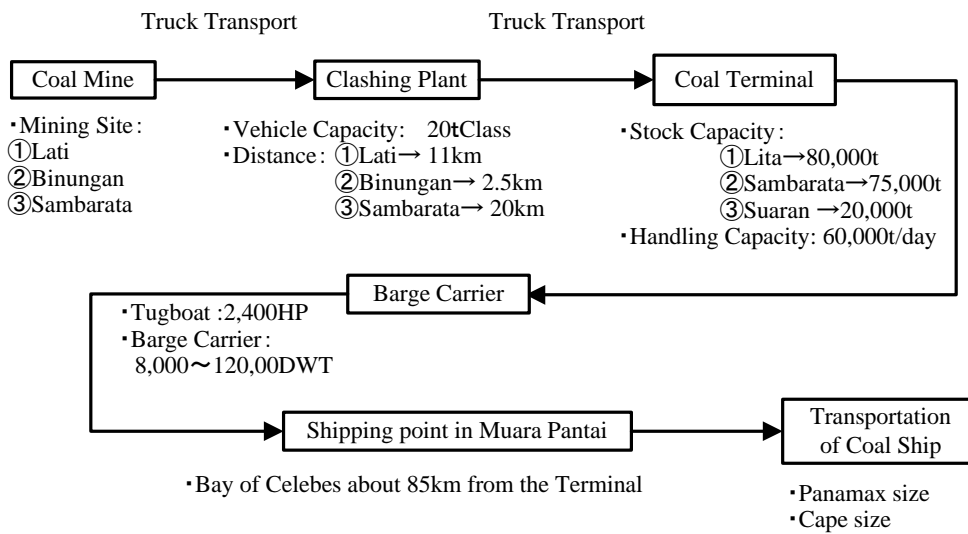 Truck Transport
Truck Transport
Coal Mine
Clashing Plant
Coal Terminal
・Mining Site：
①Lati
②Binungan
③Sambarata
・Vehicle Capacity: 20tClass
・Distance： ①Lati→ 11km
②Binungan→ 2.5km
③Sambarata→ 20km
・Stock Capacity：
①Lita→80,000t
②Sambarata→75,000t
③Suaran →20,000t
・Handling Capacity: 60,000t/day
Barge Carrier
・Tugboat :2,400HP
・Barge Carrier：
8,000～120,00DWT
Shipping point in Muara Pantai
Transportation
of Coal Ship
・Bay of Celebes about 85km from the Terminal
・Panamax size
・Cape size